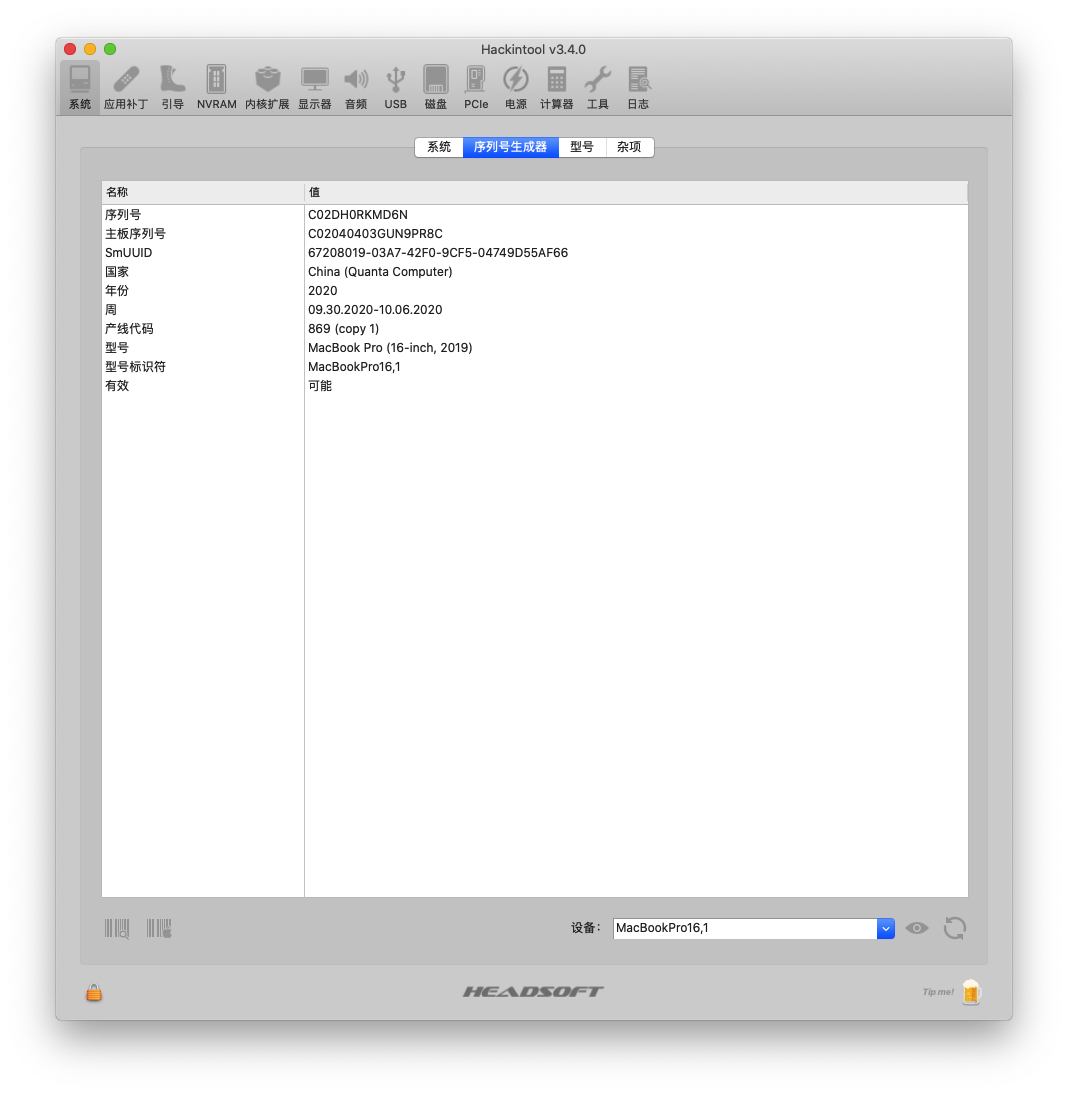 Hackintool v3.4.0
系统 应用补丁 引导 NVRAM 内核扩展 显示器 音频 USB 磁盘 PCIe 电源 计算器 工具 日志
系统 序列号生成器 型号 杂项
名称 值
序列号 C02DH0RKMD6N
主板序列号 C02040403GUN9PR8C
SmUUID 67208019-03A7-42F0-9CF5-04749D55AF66
国家 China (Quanta Computer)
年份 2020
周 09.30.2020-10.06.2020
产线代码 869 (copy 1)
型号 MacBook Pro (16-inch, 2019)
型号标识符 MacBookPro16,1
有效 可能
设备： MacBookPro16,1
HEADSOFT
Tip me!